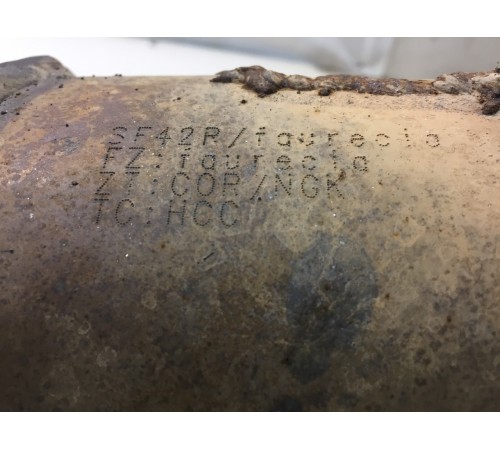 SF42R/faurecia
FZ:faurecia
ZT:COR/NGK
TC:HCC